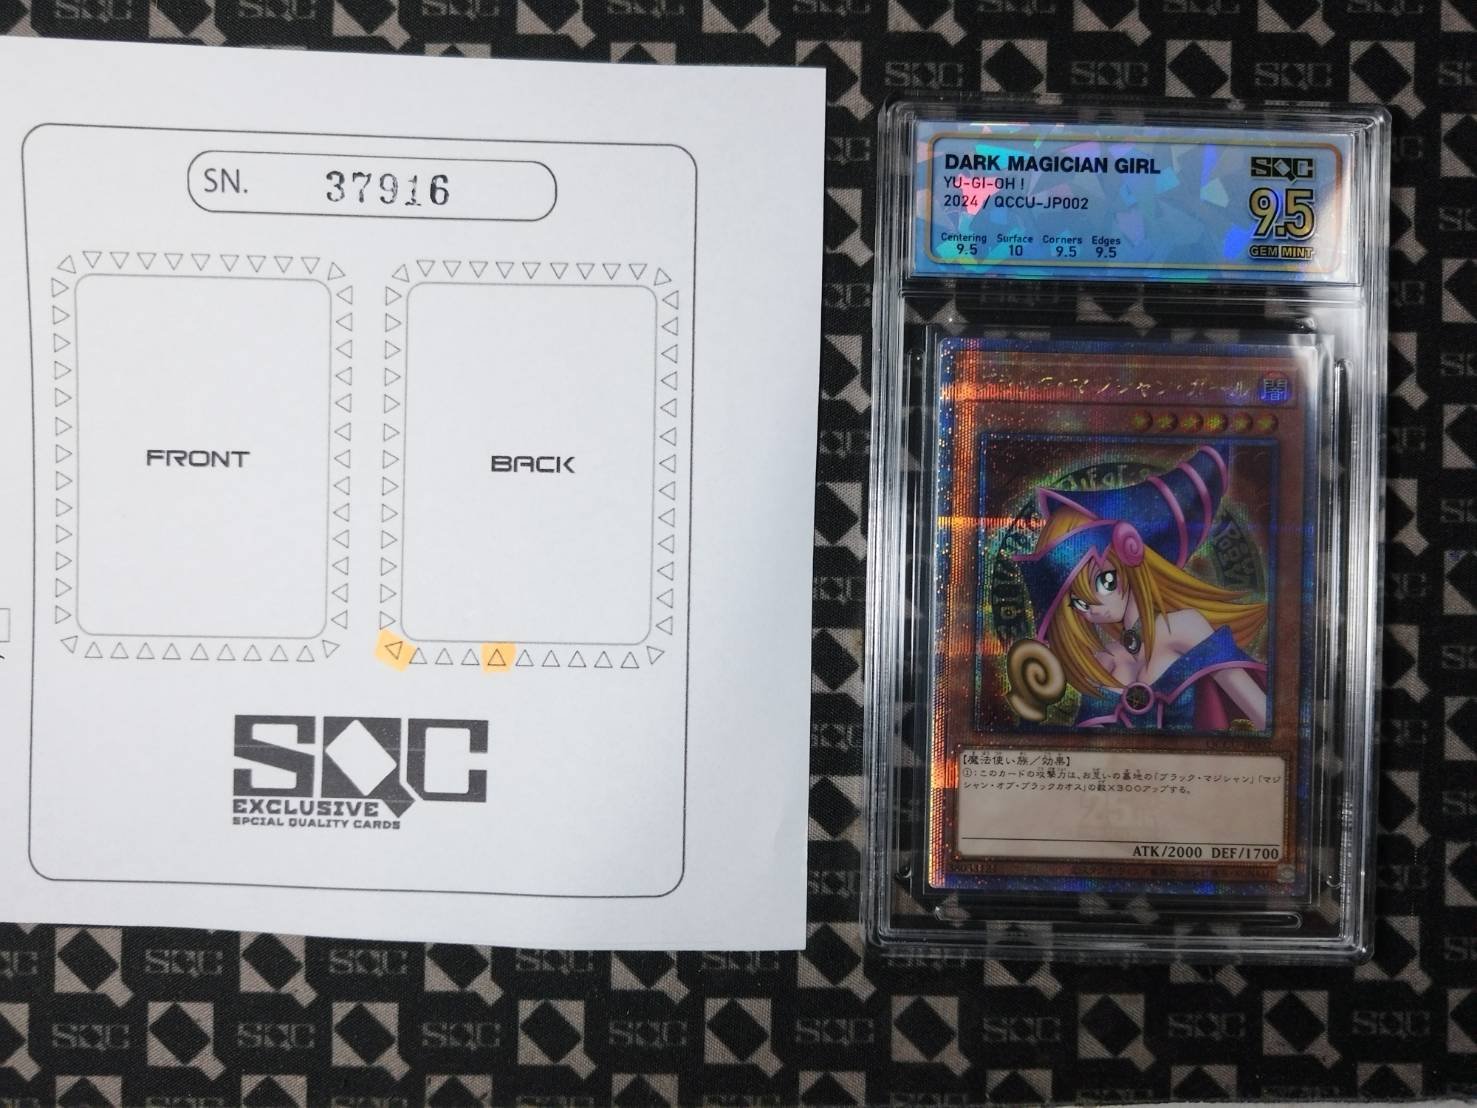 SN. 37916
FRONT
BACK
SQC
EXCLUSIVE
SPCIAL QUALITY CARDS
DARK MAGICIAN GIRL
YU-GI-OH !
2024 / QCCU-JP002
Centering Surface Corners Edges
9.5 10 9.5 9.5
SQC
9.5
GEM MINT
ブラック・マジシャン・ガール
闇
【魔法使い族/効果】
①:このカードの攻撃力は、お互いの墓地の「ブラック・マジシャン」「マジ
シャン・オブ・ブラックカオス」の数×300アップする。
ATK/2000 DEF/1700